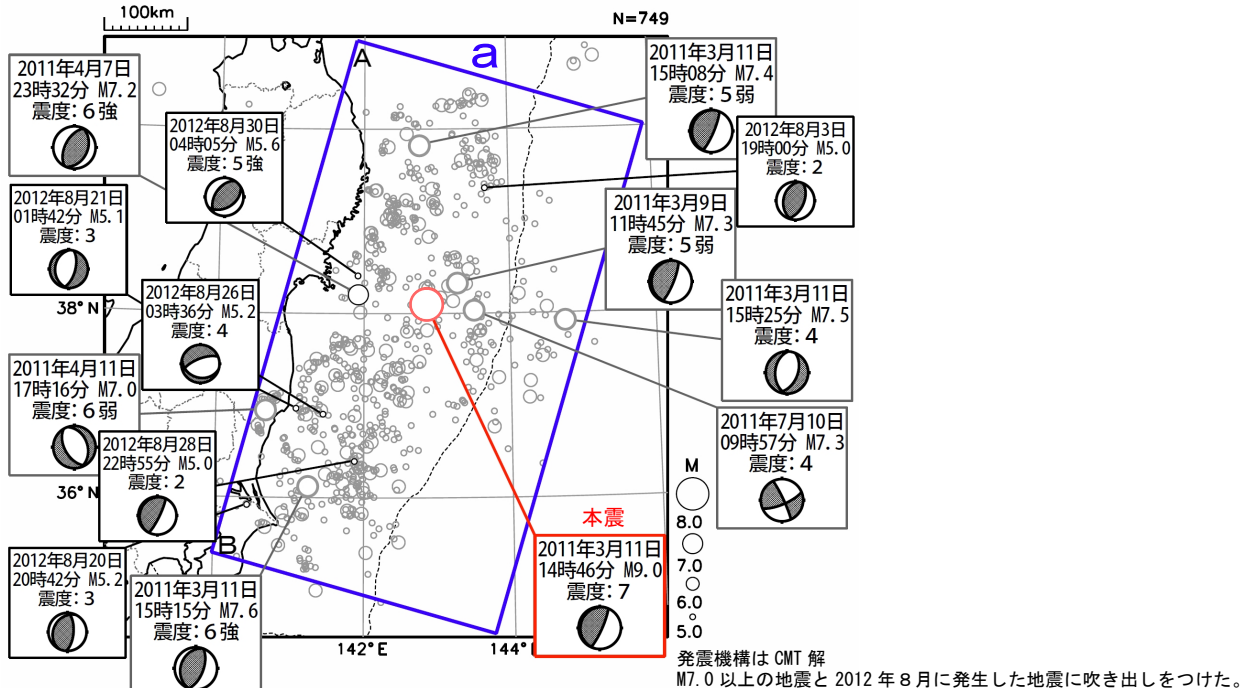 100km
N=749
a
A
2011年4月7日
23時32分 M7.2
震度：6強
2012年8月30日
04時05分 M5.6
震度：5強
2011年3月11日
15時08分 M7.4
震度：5弱
2012年8月3日
19時00分 M5.0
震度：2
2012年8月21日
01時42分 M5.1
震度：3
2011年3月9日
11時45分 M7.3
震度：5弱
2012年8月26日
03時36分 M5.2
震度：4
38°N
2011年3月11日
15時25分 M7.5
震度：4
2011年4月11日
17時16分 M7.0
震度：6弱
2012年8月28日
22時55分 M5.0
震度：2
2011年7月10日
09時57分 M7.3
震度：4
36°N
B
2012年8月20日
20時42分 M5.2
震度：3
2011年3月11日
15時15分 M7.6
震度：6強
本震
2011年3月11日
14時46分 M9.0
震度：7
M
8.0
7.0
6.0
5.0
142°E
144°
発震機構は CMT 解
M7.0 以上の地震と 2012 年８月に発生した地震に吹き出しをつけた。